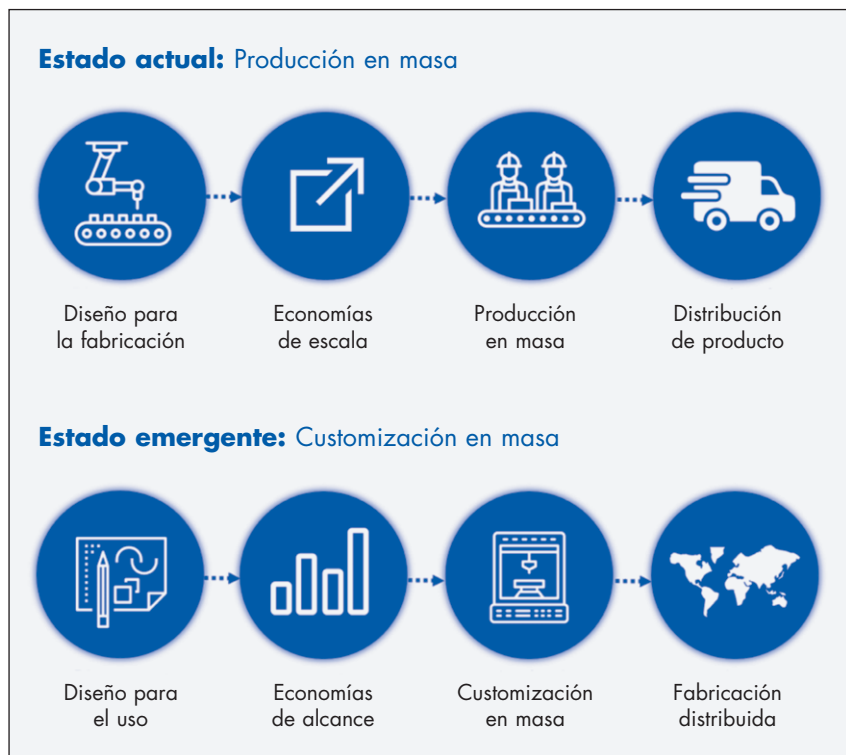 Estado actual: Producción en masa
Diseño para
la fabricación
Economías
de escala
Producción
en masa
Distribución
de producto
Estado emergente: Customización en masa
Diseño para
el uso
Economías
de alcance
Customización
en masa
Fabricación
distribuida